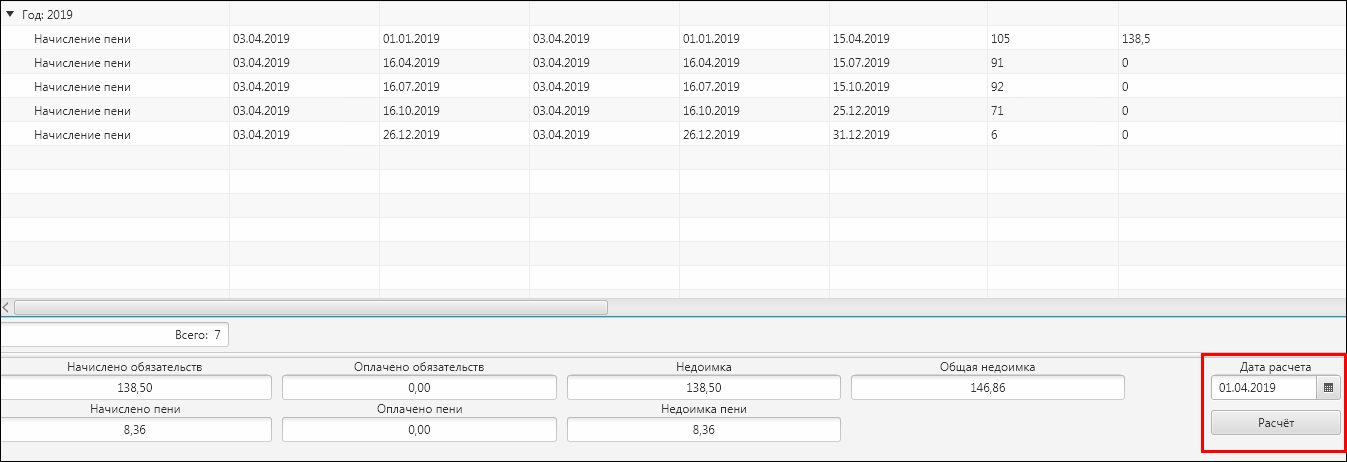 Год: 2019
Начисление пени 03.04.2019 01.01.2019 03.04.2019 01.01.2019 15.04.2019 105 138,5
Начисление пени 03.04.2019 16.04.2019 03.04.2019 16.04.2019 15.07.2019 91 0
Начисление пени 03.04.2019 16.07.2019 03.04.2019 16.07.2019 15.10.2019 92 0
Начисление пени 03.04.2019 16.10.2019 03.04.2019 16.10.2019 25.12.2019 71 0
Начисление пени 03.04.2019 26.12.2019 03.04.2019 26.12.2019 31.12.2019 6 0
Всего: 7
Начислено обязательств Оплачено обязательств Недоимка Общая недоимка Дата расчета
138,50 0,00 138,50 146,86 01.04.2019
Начислено пени Оплачено пени Недоимка пени
8,36 0,00 8,36 Расчёт